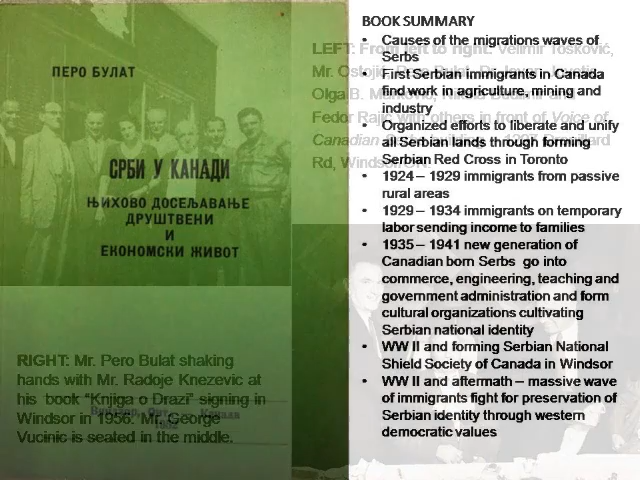 ПЕРО БУЛАТ
СРБИ У КАНАДИ
ЊИХОВО ДОСЕЉАВАЊЕ
ДРУШТВЕНИ
И
ЕКОНОМСКИ ЖИВОТ
RIGHT: Mr. Pero Bulat shaking
hands with Mr. Radoje Knezevic at
his book “Knjiga o Drazi” signing in
Windsor in 1956. Mr. George
Vucinic is seated in the middle.
LEFT: From left to right: Velimir Tosković,
Mr.
Olga B.
Fedor Rajic with others in front of Voice of
Canadian
Rd, Windsor
BOOK SUMMARY
• Causes of the migrations waves of
Serbs
• First Serbian immigrants in Canada
find work in agriculture, mining and
industry
• Organized efforts to liberate and unify
all Serbian lands through forming
Serbian Red Cross in Toronto
• 1924 – 1929 immigrants from passive
rural areas
• 1929 – 1934 immigrants on temporary
labor sending income to families
• 1935 – 1941 new generation of
Canadian born Serbs go into
commerce, engineering, teaching and
government administration and form
cultural organizations cultivating
Serbian national identity
• WW II and forming Serbian National
Shield Society of Canada in Windsor
• WW II and aftermath – massive wave
of immigrants fight for preservation of
Serbian identity through western
democratic values